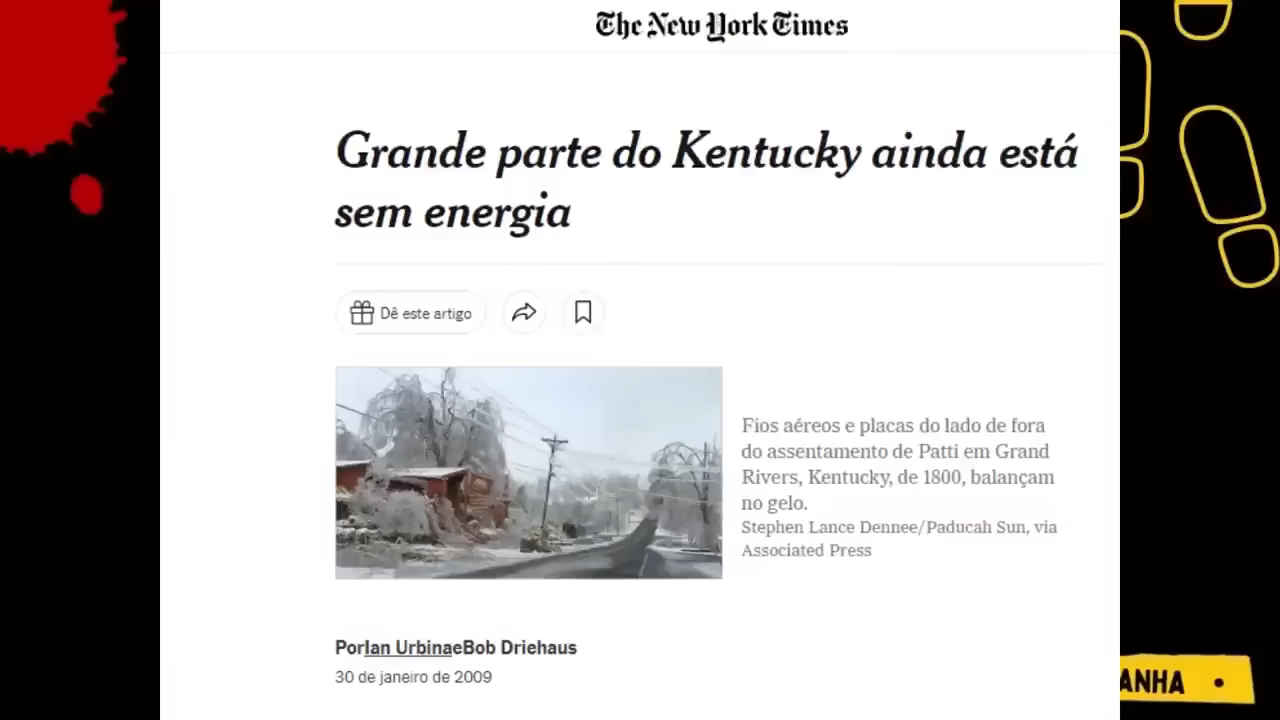 The New York Times
Grande parte do Kentucky ainda está
sem energia
Dê este artigo
Fios aéreos e placas do lado de fora
do assentamento de Patti em Grand
Rivers, Kentucky, de 1800, balançam
no gelo.
Stephen Lance Dennee/Paducah Sun, via
Associated Press
PorIan UrbinaeBob Driehaus
30 de janeiro de 2009
ANHA •